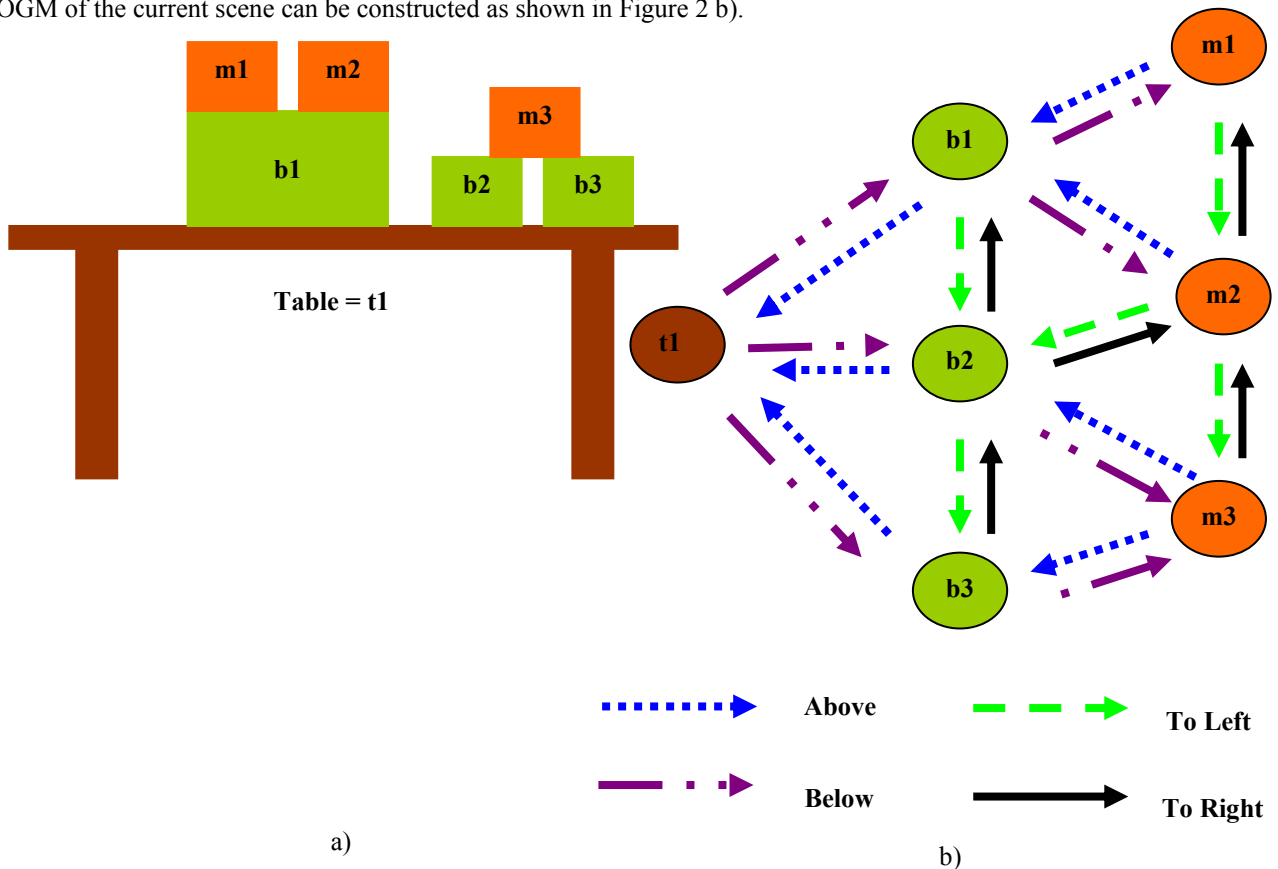 OGM of the current scene can be constructed as shown in Figure 2 b).
m1
m2
m3
b1
b2
b3
Table = t1
a)
m1
b1
m2
t1
b2
m3
b3
Above
To Left
Below
To Right
b)